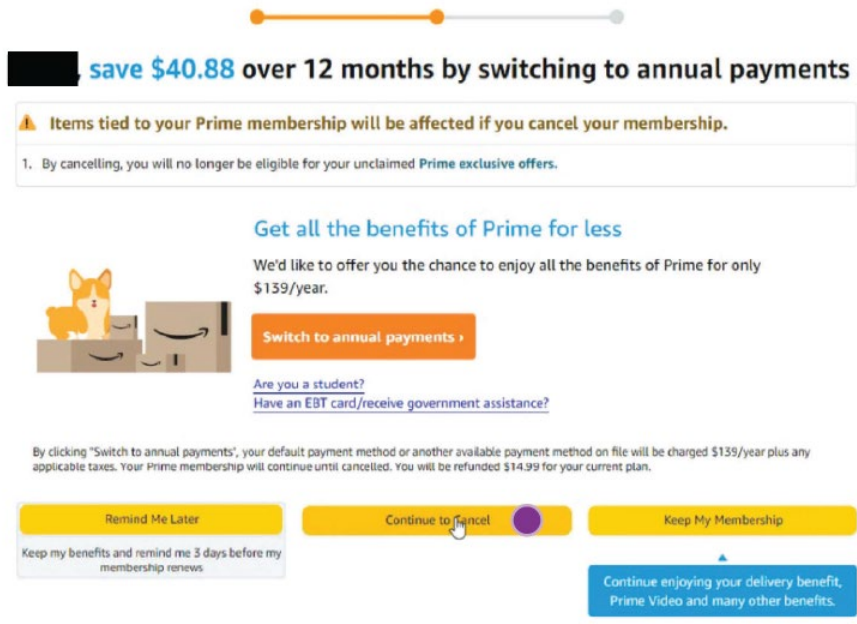 , save $40.88 over 12 months by switching to annual payments
Items tied to your Prime membership will be affected if you cancel your membership.
1. By cancelling, you will no longer be eligible for your unclaimed Prime exclusive offers.
Get all the benefits of Prime for less
We'd like to offer you the chance to enjoy all the benefits of Prime for only
$139/year.
Switch to annual payments ›
Are you a student?
Have an EBT card/receive government assistance?
By clicking "Switch to annual payments", your default payment method or another available payment method on file will be charged $139/year plus any
applicable taxes. Your Prime membership will continue until cancelled. You will be refunded $14.99 for your current plan.
Remind Me Later
Keep my benefits and remind me 3 days before my
membership renews
Continue to Cancel
Keep My Membership
Continue enjoying your delivery benefit,
Prime Video and many other benefits.